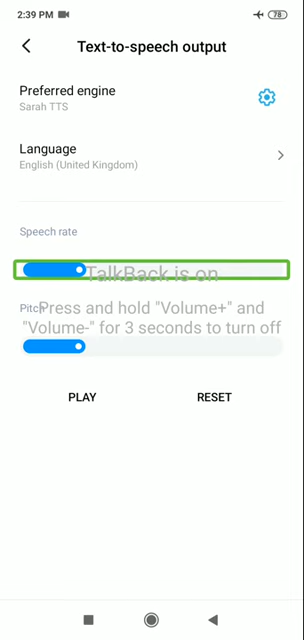 2:39 PM
78
Text-to-speech output
Preferred engine
Sarah TTS
Language
English (United Kingdom)
Speech rate
TalkBack is on
Pitch
Press and hold "Volume+" and
"Volume-" for 3 seconds to turn off
PLAY
RESET